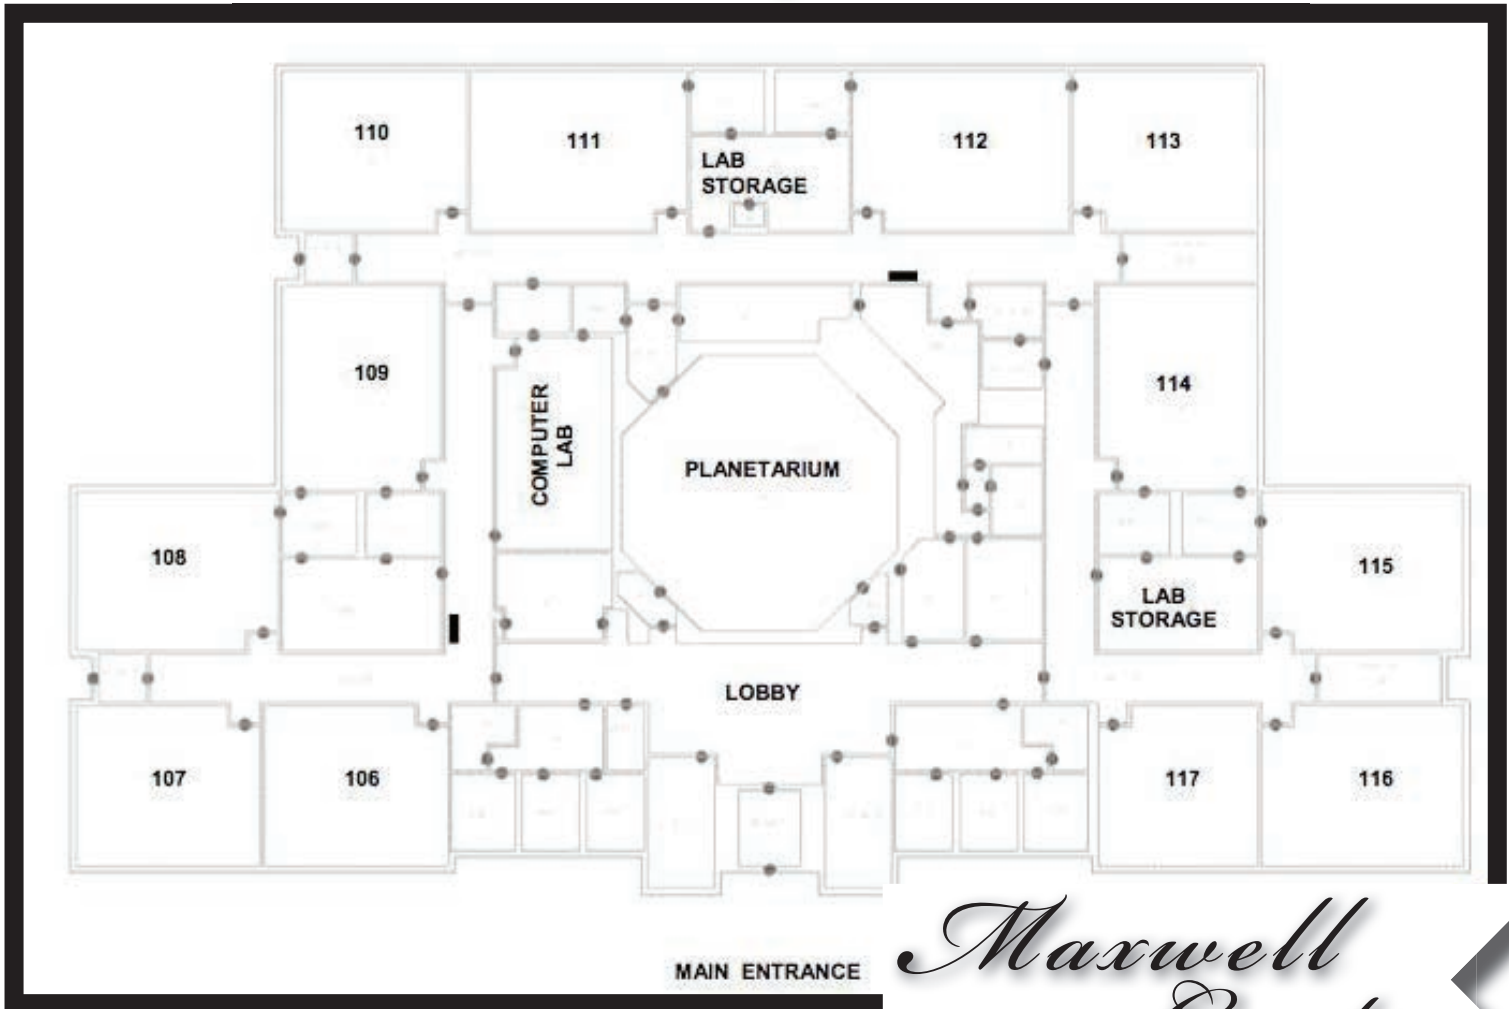 110
111
LAB
STORAGE
112
113
109
COMPUTER
LAB
PLANETARIUM
114
108
115
LAB
STORAGE
LOBBY
107
106
117
116
MAIN ENTRANCE
Maxwell